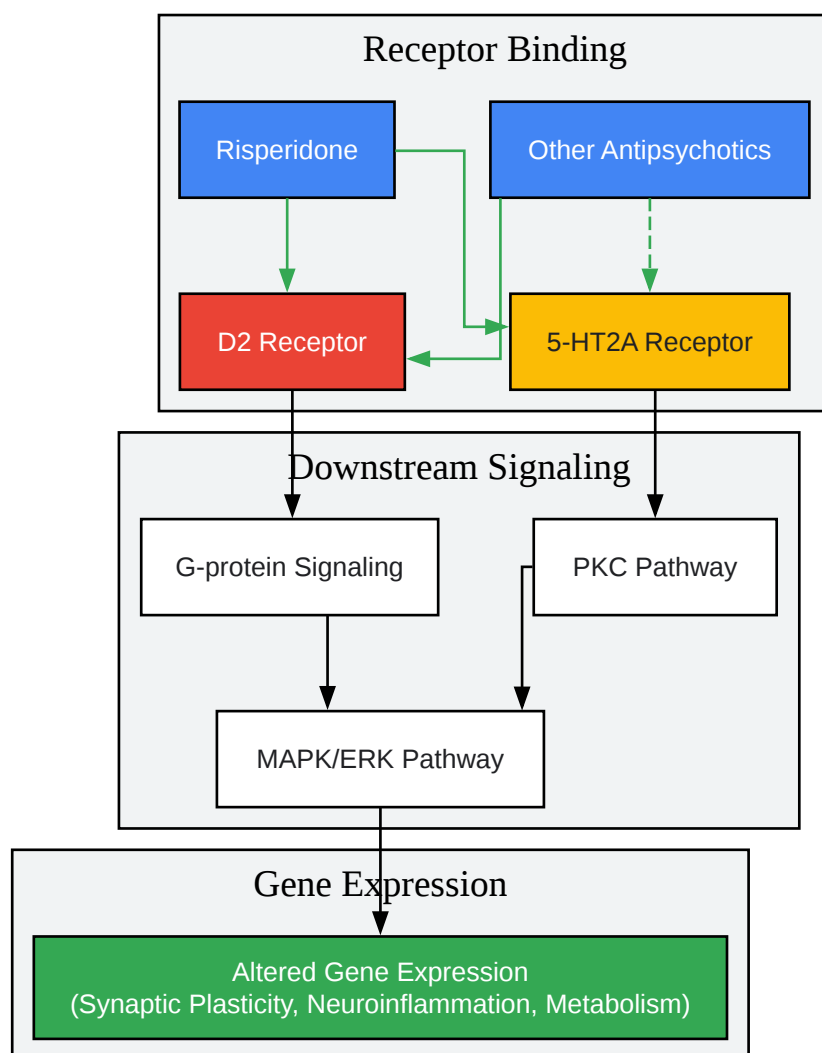 Receptor Binding
Risperidone
Other Antipsychotics
D2 Receptor
5-HT2A Receptor
Downstream Signaling
G-protein Signaling
PKC Pathway
MAPK/ERK Pathway
Gene Expression
Altered Gene Expression
(Synaptic Plasticity, Neuroinflammation, Metabolism)